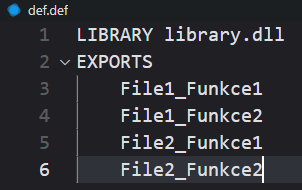 def.def
1 LIBRARY library.dll
2 EXPORTS
3 File1_Funkce1
4 File1_Funkce2
5 File2_Funkce1
6 File2_Funkce2